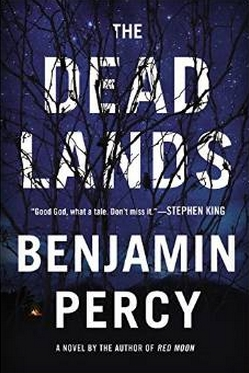 THE
DEAD
LANDS
"Good God, what a tale. Don't miss it."—STEPHEN KING
BENJAMIN
PERCY
A NOVEL BY THE AUTHOR OF RED MOON